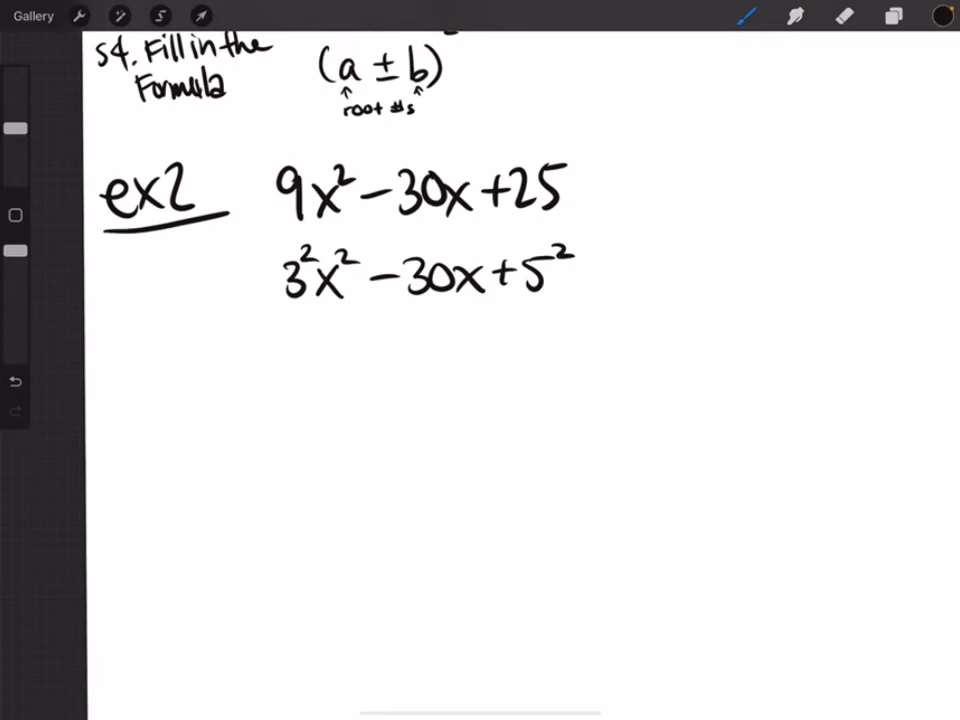 Gallery
S4. Fill in the
Formula
(a ± b)
root #s
ex2 9x² - 30x + 25
3²x² - 30x + 5²